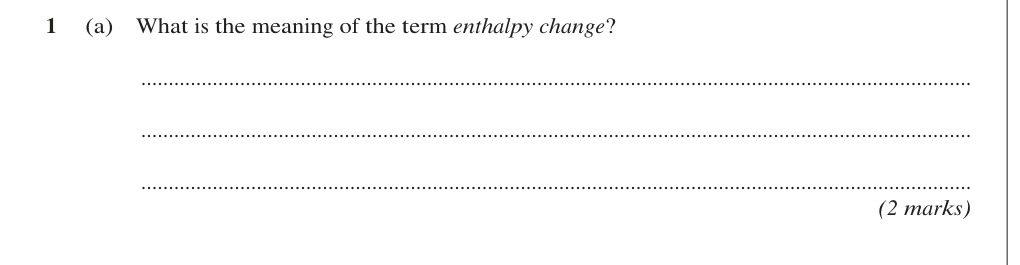 1 (a) What is the meaning of the term enthalpy change?
(2 marks)